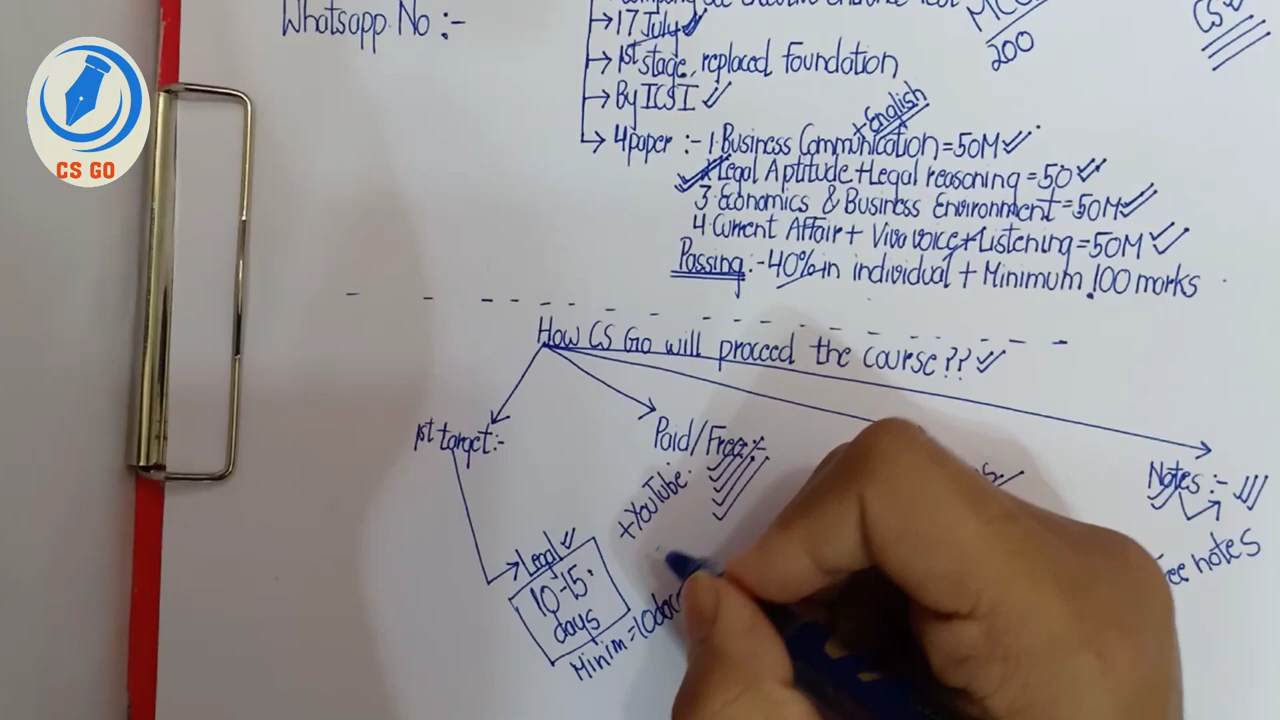 Whatsapp No :-
17 July
1st stage, replaced foundation
By ICSI
4 paper :- 1. Business Communication = 50M
+ English
Legal Aptitude + Legal reasoning = 50
3. Economics & Business Environment = 50M
4. Current Affair + Viva voice + Listening = 50M
Passing :- 40% in individual + Minimum 100 marks
200
CS GO
How CS Go will proceed the course??
1st target :-
Paid/Free :-
Notes :-
+ YouTube.
Legal
10-15
days
notes